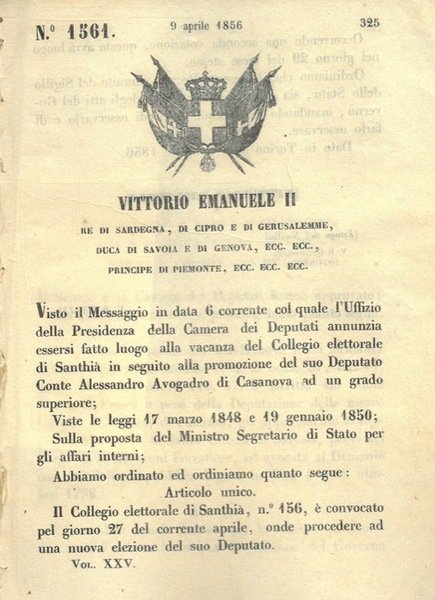 9 aprile 1856
325
N.º 1561.
VITTORIO EMANUELE II
RE DI SARDEGNA, DI CIPRO E DI GERUSALEMME,
DUCA DI SAVOIA E DI GENOVA, ECC. ECC.,
PRINCIPE DI PIEMONTE, ECC. ECC. ECC.
Visto il Messaggio in data 6 corrente col quale l'Uffizio
della Presidenza della Camera dei Deputati annunzia
essersi fatto luogo alla vacanza del Collegio elettorale
di Santhià in seguito alla promozione del suo Deputato
Conte Alessandro Avogadro di Casanova ad un grado
superiore;
Viste le leggi 17 marzo 1848 e 19 gennaio 1850;
Sulla proposta del Ministro Segretario di Stato per
gli affari interni;
Abbiamo ordinato ed ordiniamo quanto segue:
Articolo unico.
Il Collegio elettorale di Santhià, n.º 156, è convocato
pel giorno 27 del corrente aprile, onde procedere ad
una nuova elezione del suo Deputato.
VOL. XXV.